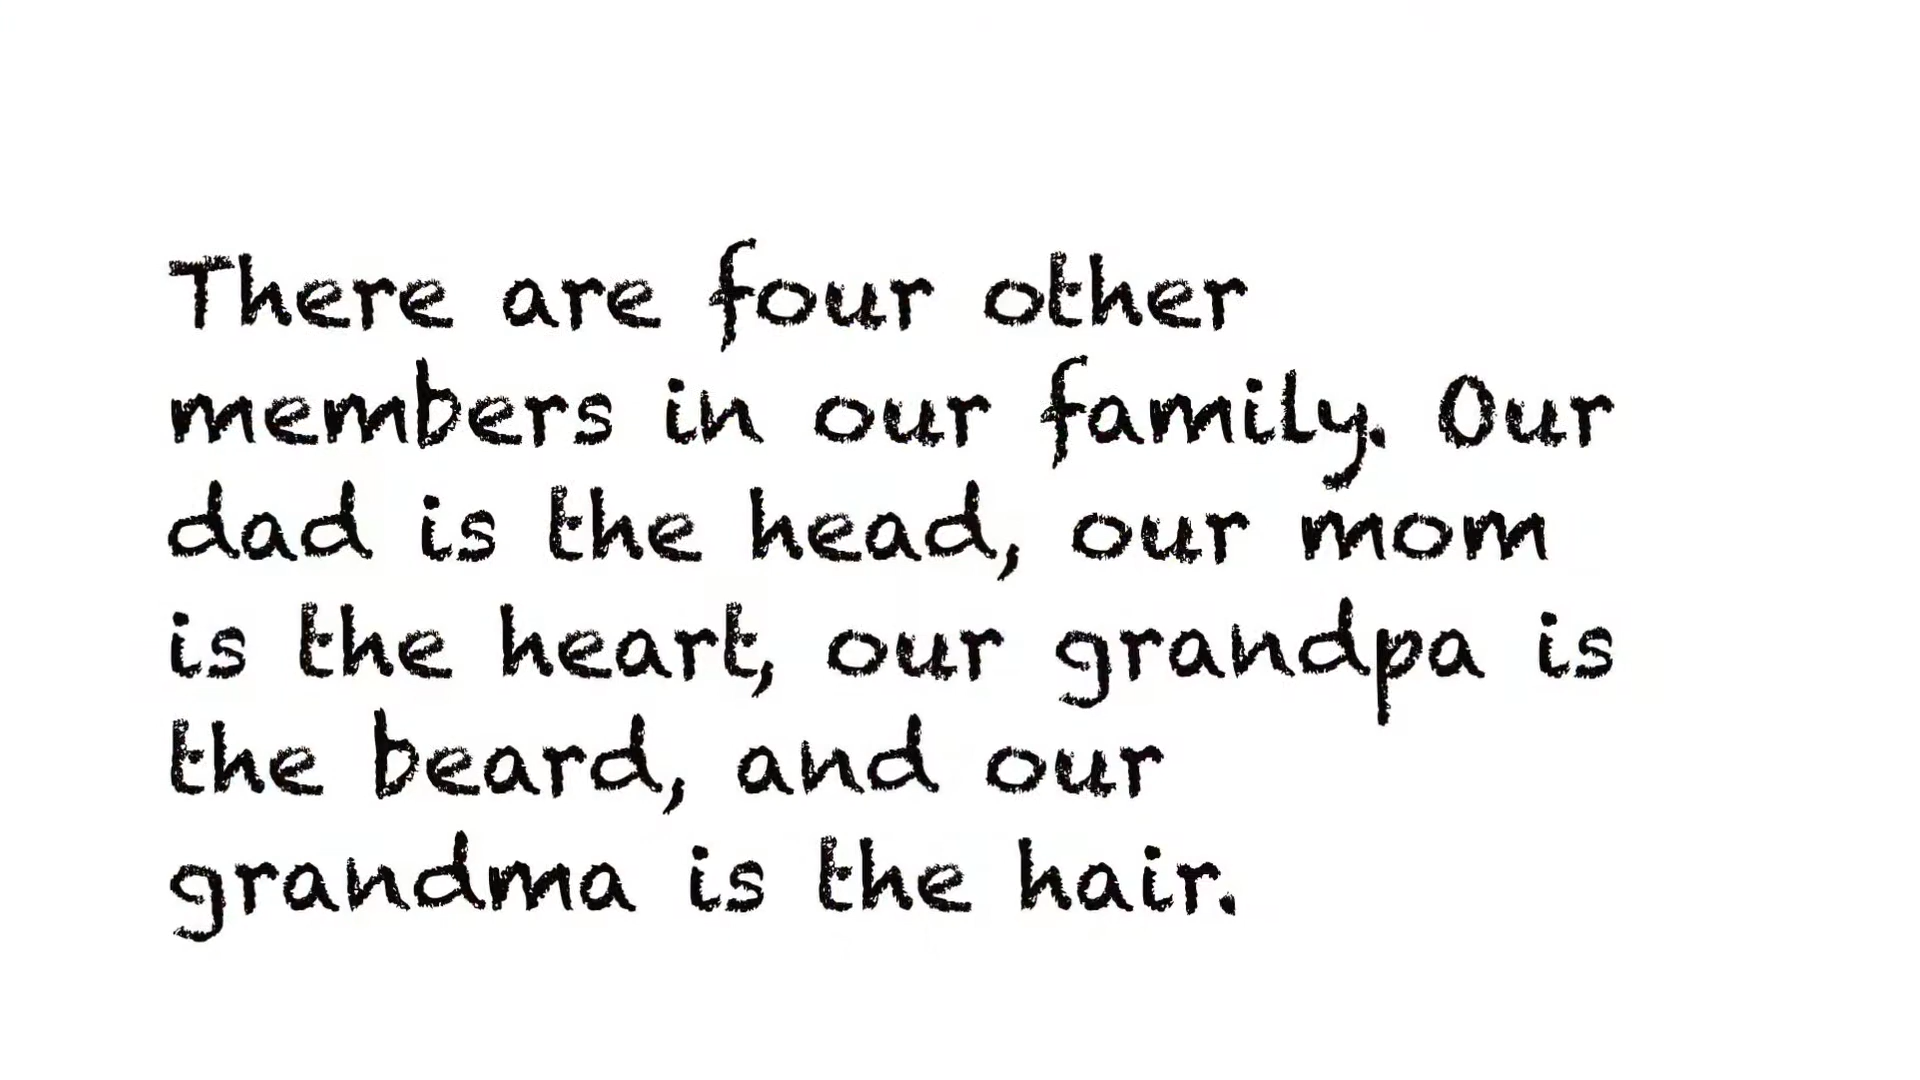 There are four other
members in our family. Our
dad is the head, our mom
is the heart, our grandpa is
the beard, and our
grandma is the hair.